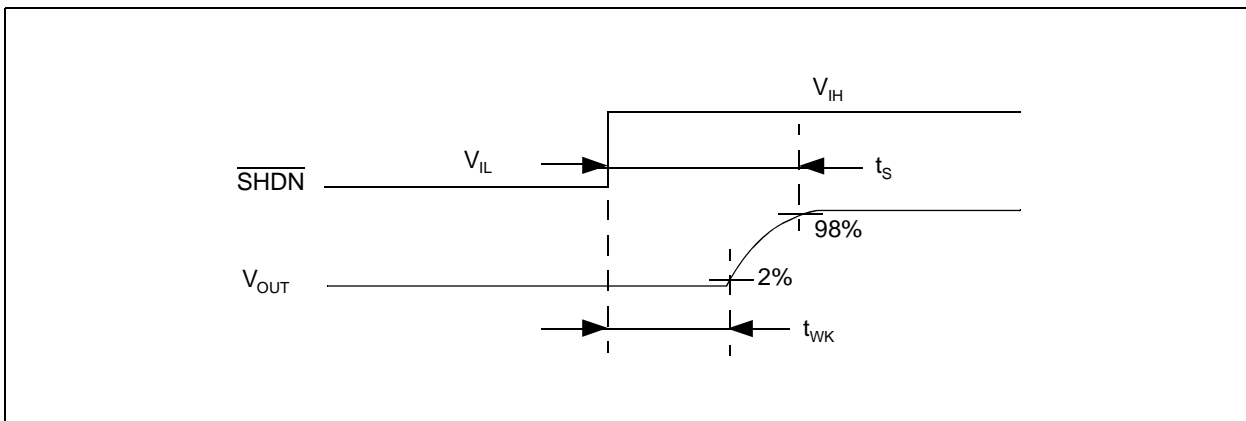 V_IH
V_IL
SHDN
t_S
98%
V_OUT
2%
t_WK